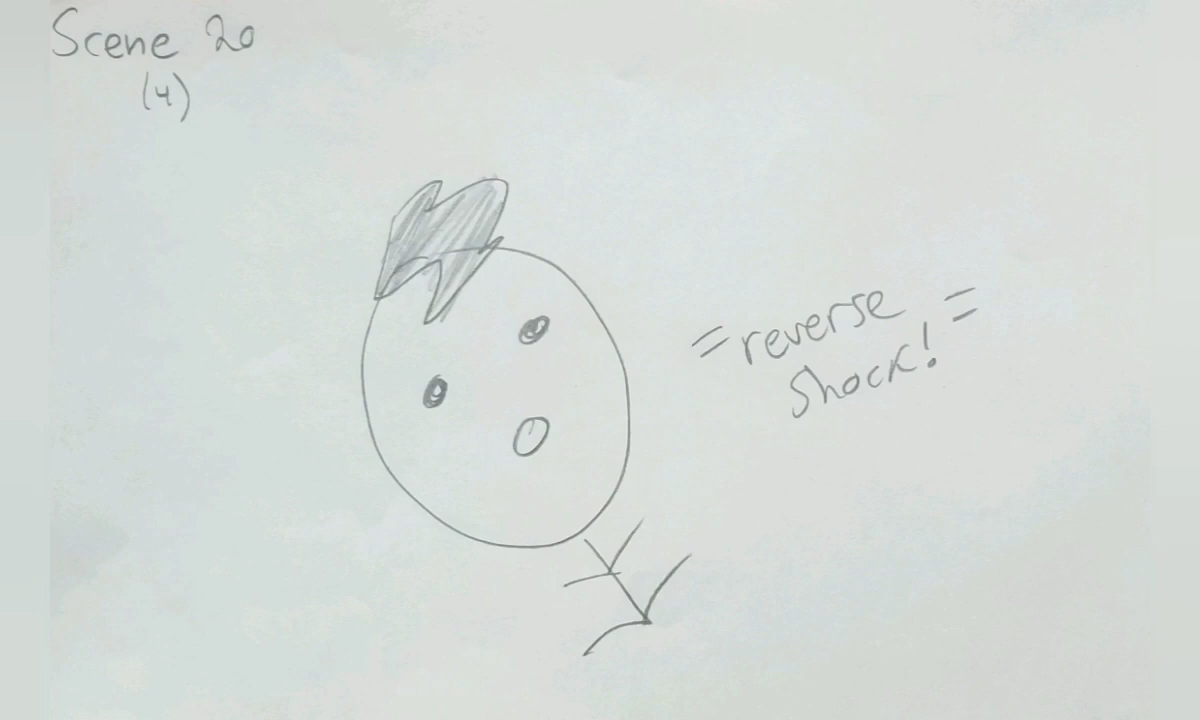 Scene 20
(4)
= reverse =
Shock!